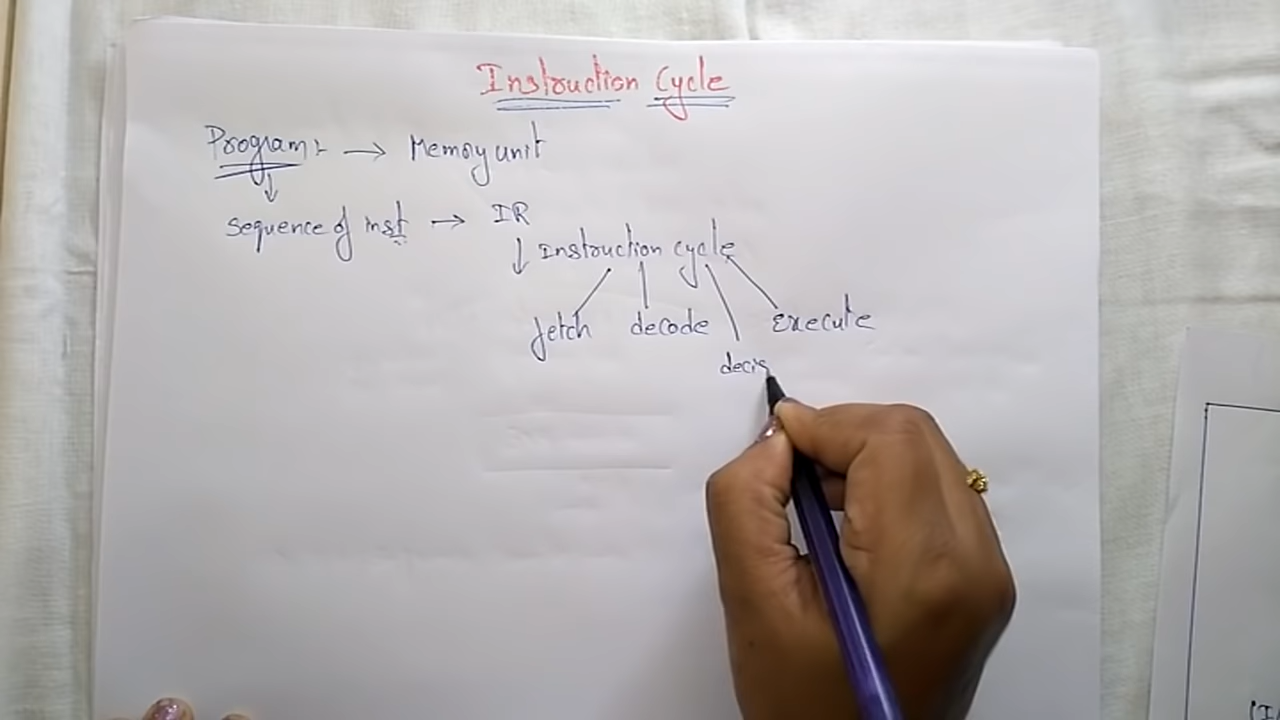 Instruction Cycle
Program :- → Memory unit
↓
Sequence of inst → IR
↓ Instruction cycle
fetch decode Execute
decis